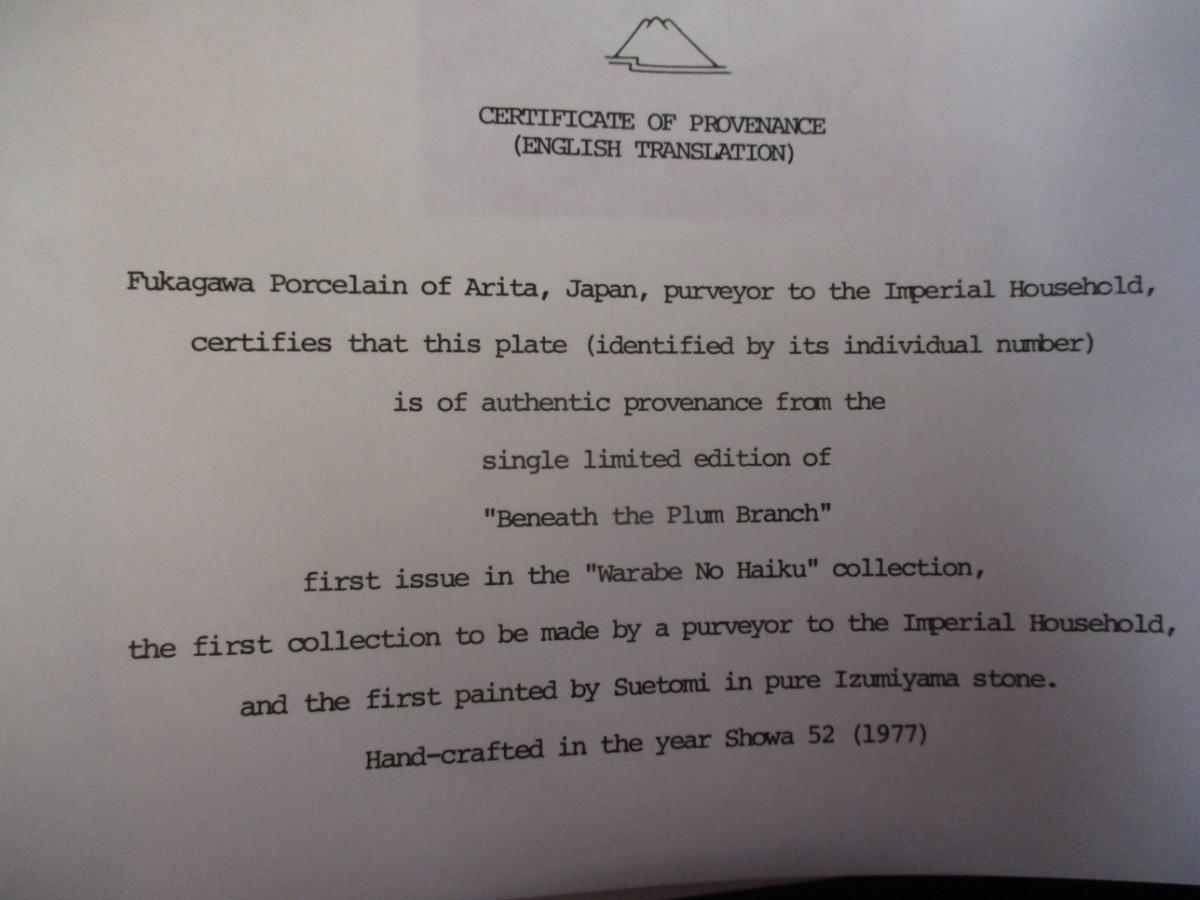 CERTIFICATE OF PROVENANCE
(ENGLISH TRANSLATION)
Fukagawa Porcelain of Arita, Japan, purveyor to the Imperial Household,
certifies that this plate (identified by its individual number)
is of authentic provenance from the
single limited edition of
"Beneath the Plum Branch"
first issue in the "Warabe No Haiku" collection,
the first collection to be made by a purveyor to the Imperial Household,
and the first painted by Suetomi in pure Izumiyama stone.
Hand-crafted in the year Showa 52 (1977)